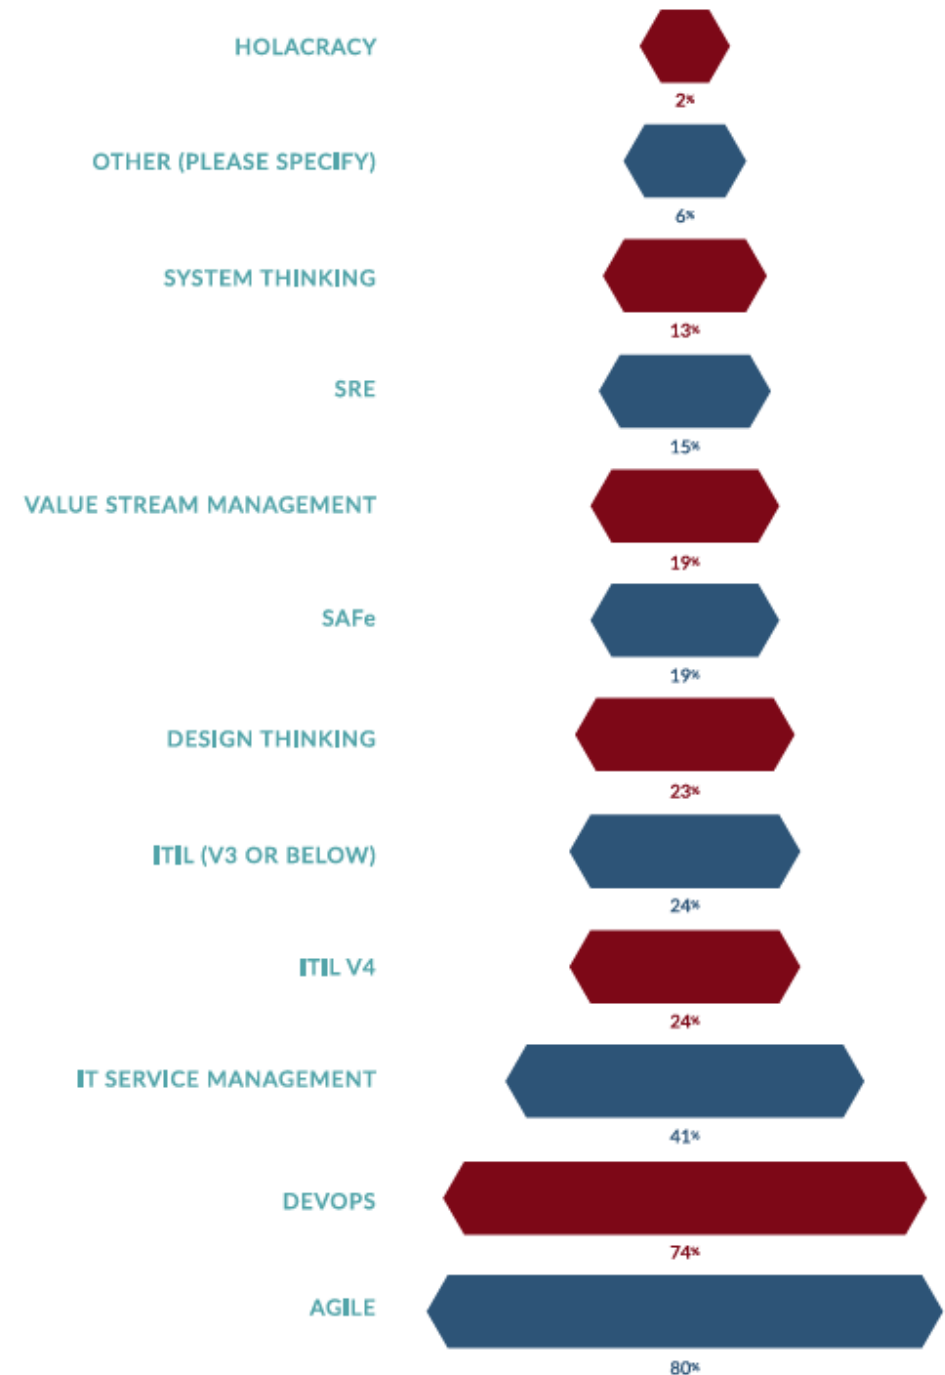 HOLACRACY
2%
OTHER (PLEASE SPECIFY)
6%
SYSTEM THINKING
13%
SRE
15%
VALUE STREAM MANAGEMENT
19%
SAFe
19%
DESIGN THINKING
23%
ITIL (V3 OR BELOW)
24%
ITIL V4
24%
IT SERVICE MANAGEMENT
41%
DEVOPS
74%
AGILE
80%